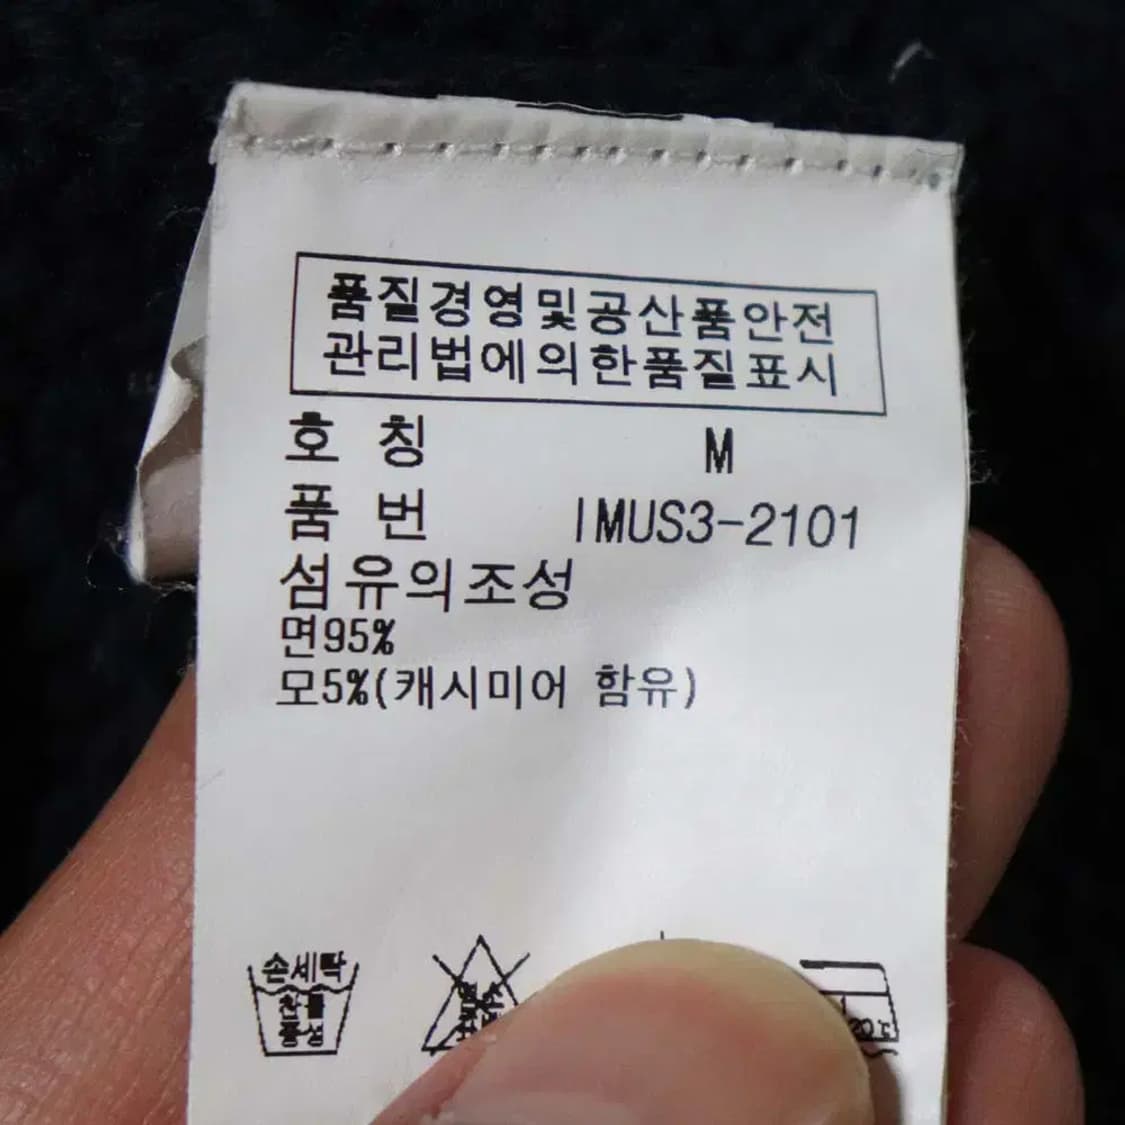 품질경영및공산품안전
관리법에의한품질표시
호 칭 M
품 번 IMUS3-2101
섬유의조성
면95%
모5%(캐시미어 함유)
손세탁
중성